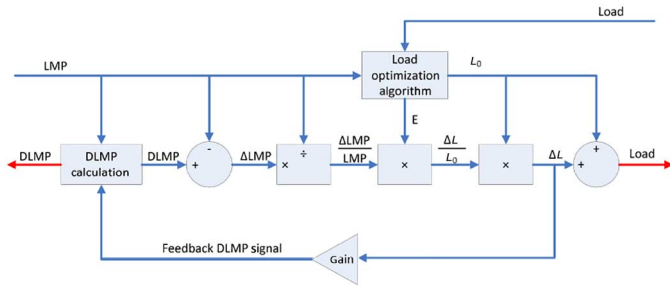 Load
LMP
Load
optimization
algorithm
L₀
E
-
÷
+
DLMP
DLMP
calculation
DLMP
+
ΔLMP
×
ΔLMP
LMP
×
ΔL
L₀
×
ΔL
+
Load
Feedback DLMP signal
Gain